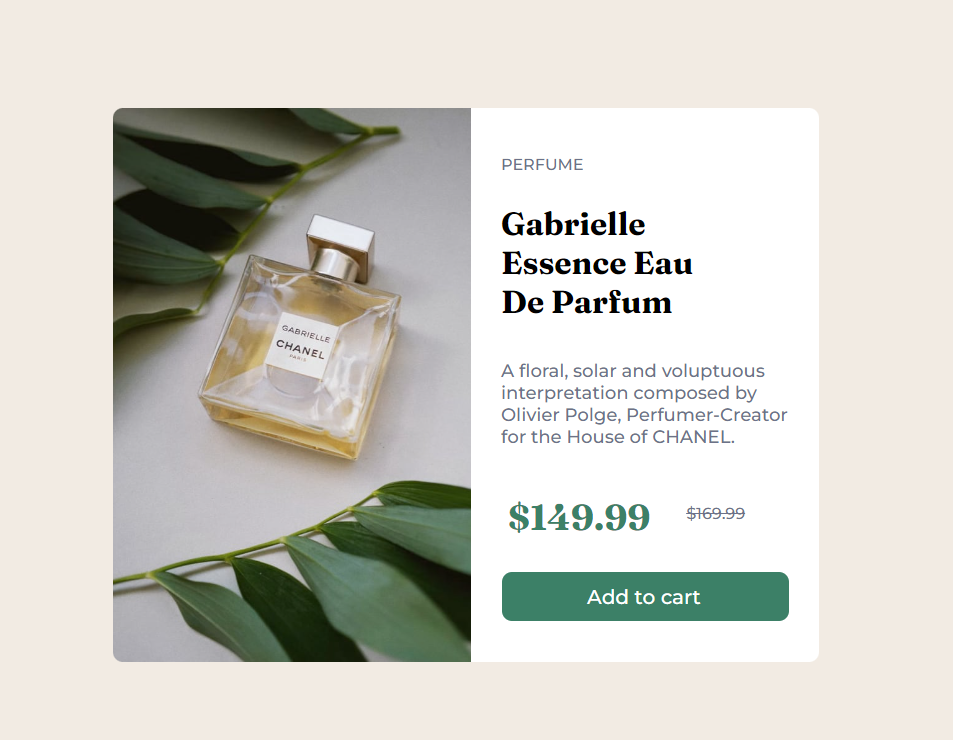 GABRIELLE
CHANEL
PARIS
PERFUME
Gabrielle
Essence Eau
De Parfum
A floral, solar and voluptuous
interpretation composed by
Olivier Polge, Perfumer-Creator
for the House of CHANEL.
$149.99 $169.99
Add to cart